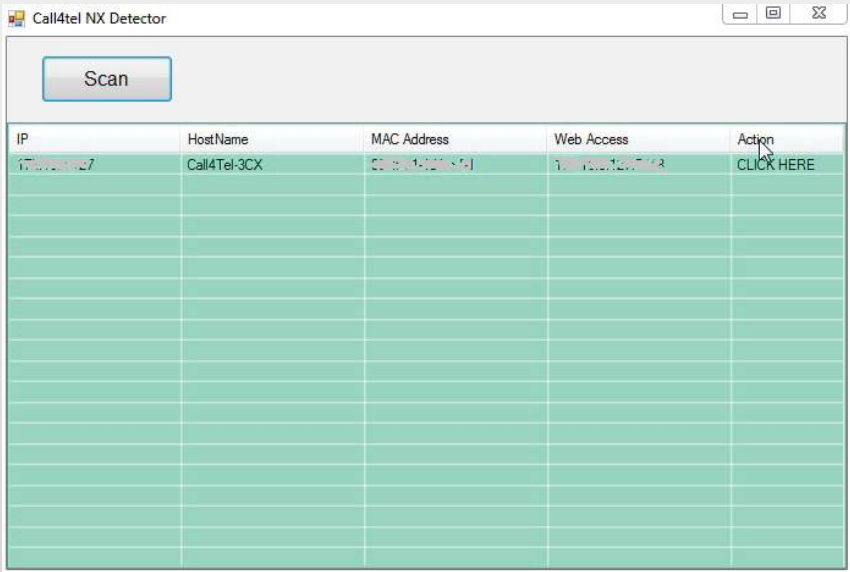 Call4tel NX Detector
Scan
IP HostName MAC Address Web Access Action
Call4Tel-3CX CLICK HERE